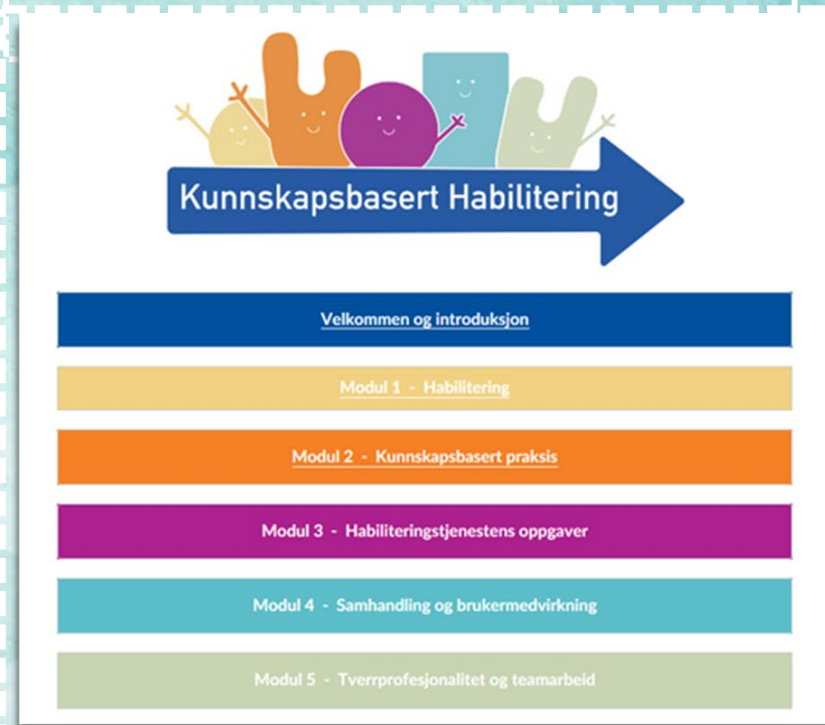 Kunnskapsbasert Habilitering
Velkommen og introduksjon
Modul 1 - Habilitering
Modul 2 - Kunnskapsbasert praksis
Modul 3 - Habiliteringstjenestens oppgaver
Modul 4 - Samhandling og brukermedvirkning
Modul 5 - Tverrprofesjonalitet og teamarbeid